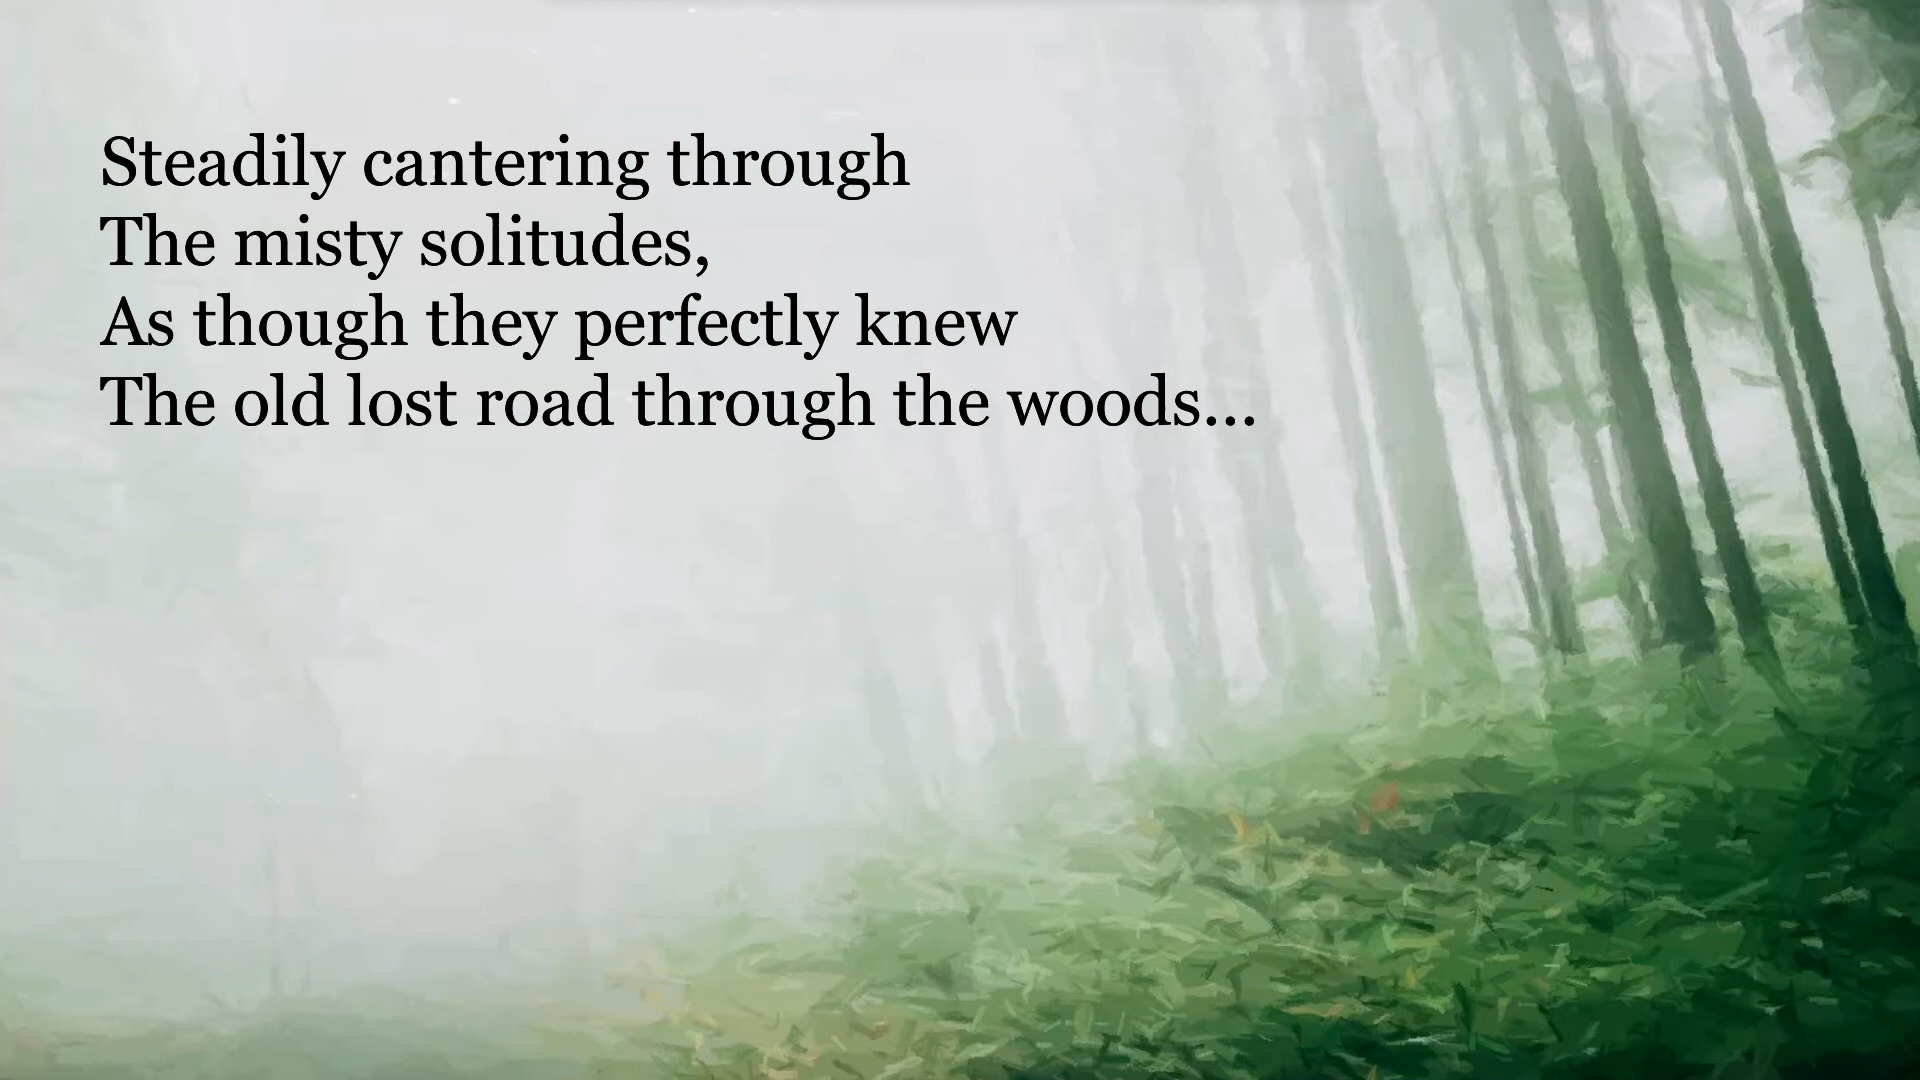 Steadily cantering through
The misty solitudes,
As though they perfectly knew
The old lost road through the woods...